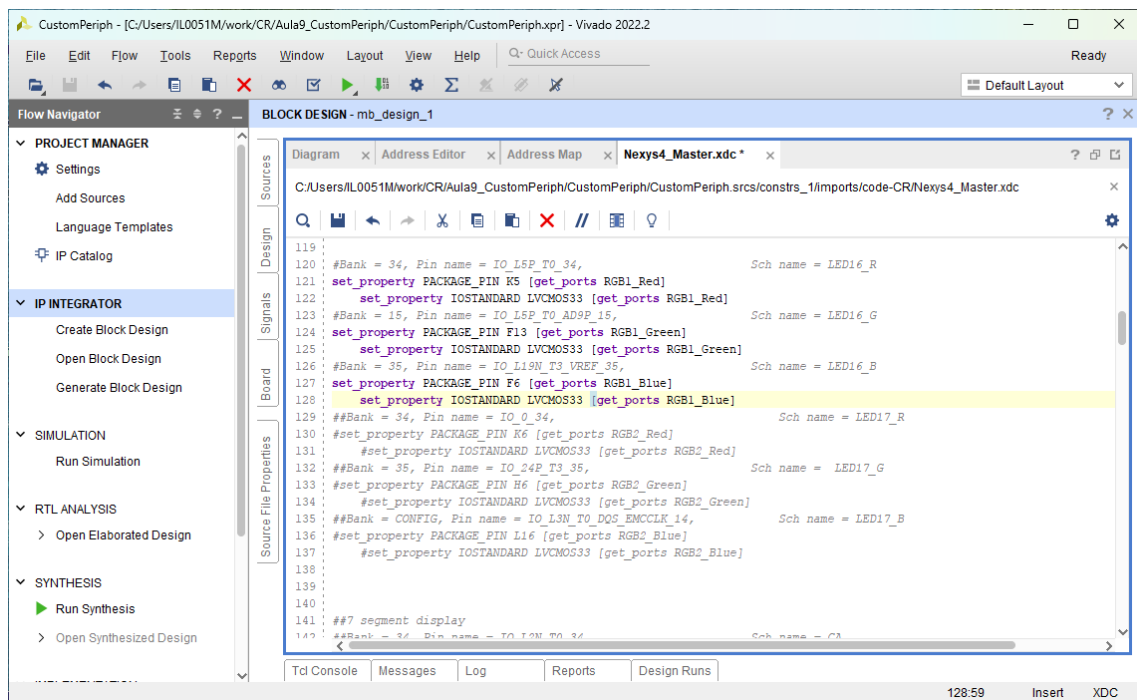 CustomPeriph - [C:/Users/IL0051M/work/CR/Aula9_CustomPeriph/CustomPeriph/CustomPeriph.xpr] - Vivado 2022.2
File Edit Flow Tools Reports Window Layout View Help Q- Quick Access Ready
Default Layout
Flow Navigator
PROJECT MANAGER
Settings
Add Sources
Language Templates
IP Catalog
IP INTEGRATOR
Create Block Design
Open Block Design
Generate Block Design
SIMULATION
Run Simulation
RTL ANALYSIS
Open Elaborated Design
SYNTHESIS
Run Synthesis
Open Synthesized Design
BLOCK DESIGN - mb_design_1
Sources
Design
Signals
Board
Source File Properties
Diagram Address Editor Address Map Nexys4_Master.xdc *
C:/Users/IL0051M/work/CR/Aula9_CustomPeriph/CustomPeriph/CustomPeriph.srcs/constrs_1/imports/code-CR/Nexys4_Master.xdc
119
120 #Bank = 34, Pin name = IO_L5P_T0_34, Sch name = LED16_R
121 set_property PACKAGE_PIN K5 [get_ports RGB1_Red]
122 set_property IOSTANDARD LVCMOS33 [get_ports RGB1_Red]
123 #Bank = 15, Pin name = IO_L5P_T0_AD9P_15, Sch name = LED16_G
124 set_property PACKAGE_PIN F13 [get_ports RGB1_Green]
125 set_property IOSTANDARD LVCMOS33 [get_ports RGB1_Green]
126 #Bank = 35, Pin name = IO_L19N_T3_VREF_35, Sch name = LED16_B
127 set_property PACKAGE_PIN F6 [get_ports RGB1_Blue]
128 set_property IOSTANDARD LVCMOS33 [get_ports RGB1_Blue]
129 ##Bank = 34, Pin name = IO_0_34, Sch name = LED17_R
130 #set_property PACKAGE_PIN K6 [get_ports RGB2_Red]
131 #set_property IOSTANDARD LVCMOS33 [get_ports RGB2_Red]
132 ##Bank = 35, Pin name = IO_24P_T3_35, Sch name = LED17_G
133 #set_property PACKAGE_PIN H6 [get_ports RGB2_Green]
134 #set_property IOSTANDARD LVCMOS33 [get_ports RGB2_Green]
135 ##Bank = CONFIG, Pin name = IO_L3N_T0_DQS_EMCCLK_14, Sch name = LED17_B
136 #set_property PACKAGE_PIN L16 [get_ports RGB2_Blue]
137 #set_property IOSTANDARD LVCMOS33 [get_ports RGB2_Blue]
138
139
140
141 ##7 segment display
142 ##Bank = 34, Pin name = IO_L2N_T0_34, Sch name = CA
Tcl Console Messages Log Reports Design Runs
128:59 Insert XDC